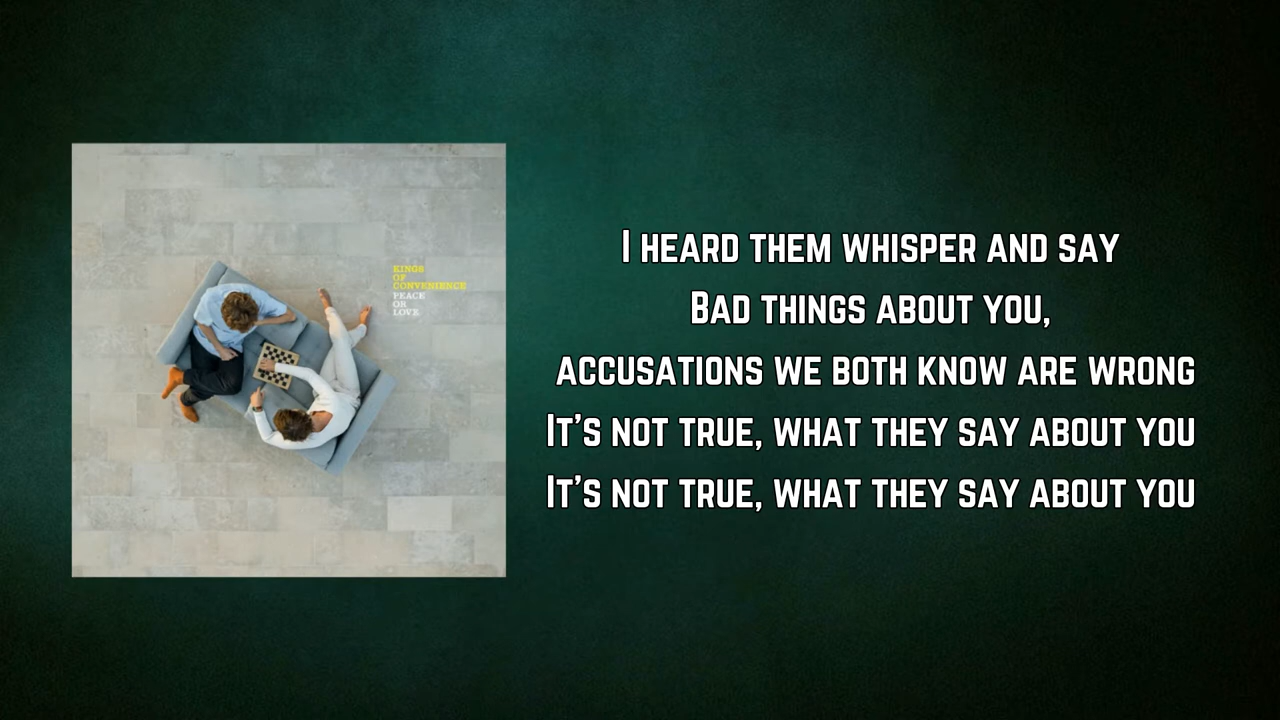 KINGS
OF
CONVENIENCE
PEACE
OR
LOVE
I HEARD THEM WHISPER AND SAY
BAD THINGS ABOUT YOU,
ACCUSATIONS WE BOTH KNOW ARE WRONG
IT'S NOT TRUE, WHAT THEY SAY ABOUT YOU
IT'S NOT TRUE, WHAT THEY SAY ABOUT YOU